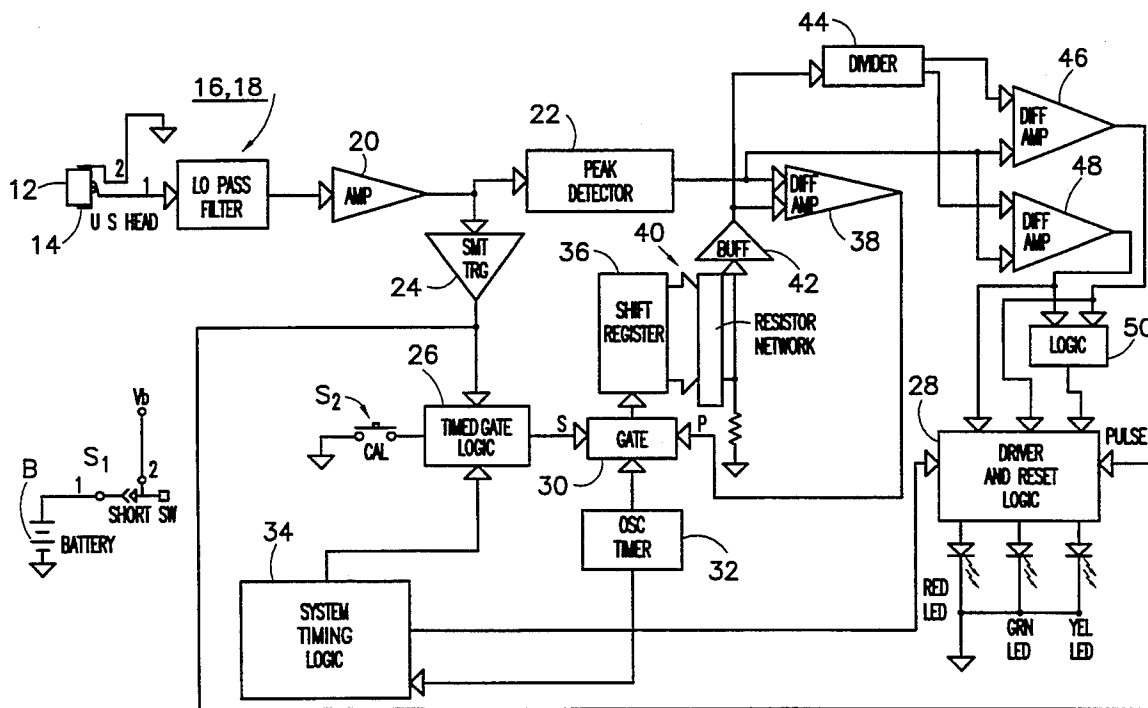 44
DIVIDER
46
DIFF
AMP
16,18
22
PEAK
DETECTOR
20
AMP
2
12
1
LO PASS
FILTER
14
U S HEAD
DIFF
AMP
38
48
DIFF
AMP
SMT
TRG
24
36
40
BUFF
42
SHIFT
REGISTER
RESISTOR
NETWORK
LOGIC
50
26
S2
TIMED GATE
LOGIC
CAL
S
GATE
P
30
28
DRIVER
AND RESET
LOGIC
PULSE
Vb
B
S1
1
2
SHORT SW
BATTERY
34
OSC
TIMER
32
SYSTEM
TIMING
LOGIC
RED
LED
GRN
LED
YEL
LED